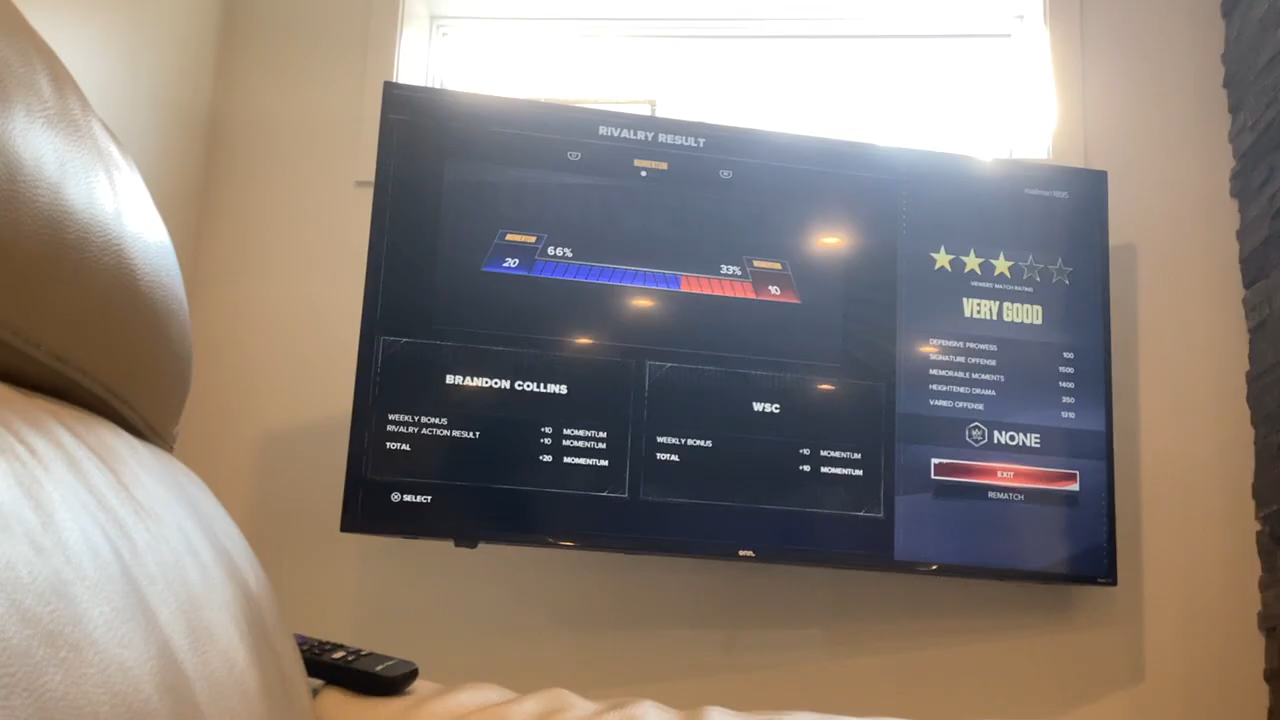 RIVALRY RESULT
MOMENTUM
MOMENTUM
20
66%
33%
MOMENTUM
10
BRANDON COLLINS
WEEKLY BONUS +10 MOMENTUM
RIVALRY ACTION RESULT +10 MOMENTUM
TOTAL +20 MOMENTUM
WSC
WEEKLY BONUS +10 MOMENTUM
TOTAL +10 MOMENTUM
SELECT
VIEWERS' MATCH RATING
VERY GOOD
DEFENSIVE PROWESS 100
SIGNATURE OFFENSE 1500
MEMORABLE MOMENTS 1400
HEIGHTENED DRAMA 350
VARIED OFFENSE 1310
NONE
EXIT
REMATCH
onn.